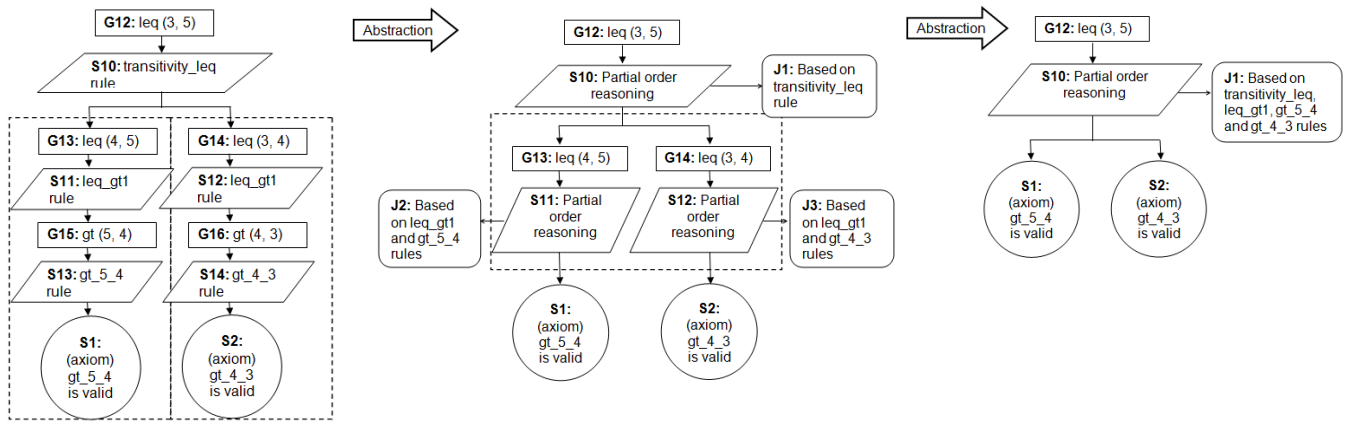 G12: leq (3, 5)
S10: transitivity_leq
rule
G13: leq (4, 5)
G14: leq (3, 4)
S11: leq_gt1
rule
S12: leq_gt1
rule
G15: gt (5, 4)
G16: gt (4, 3)
S13: gt_5_4
rule
S14: gt_4_3
rule
S1:
(axiom)
gt_5_4
is valid
S2:
(axiom)
gt_4_3
is valid
Abstraction
G12: leq (3, 5)
S10: Partial order
reasoning
J1: Based on
transitivity_leq
rule
G13: leq (4, 5)
G14: leq (3, 4)
J2: Based
on leq_gt1
and gt_5_4
rules
S11: Partial
order
reasoning
S12: Partial
order
reasoning
J3: Based
on leq_gt1
and gt_4_3
rules
S1:
(axiom)
gt_5_4
is valid
S2:
(axiom)
gt_4_3
is valid
Abstraction
G12: leq (3, 5)
S10: Partial order
reasoning
J1: Based on
transitivity_leq,
leq_gt1, gt_5_4
and gt_4_3 rules
S1:
(axiom)
gt_5_4
is valid
S2:
(axiom)
gt_4_3
is valid